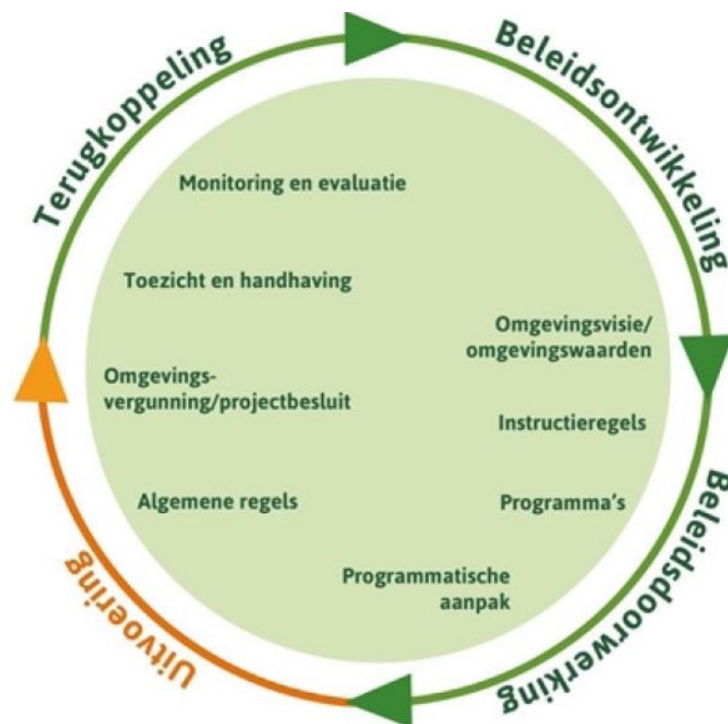 Terugkoppeling
Beleidsontwikkeling
Monitoring en evaluatie
Toezicht en handhaving
Omgevingsvisie/
omgevingswaarden
Omgevings-
vergunning/projectbesluit
Instructieregels
Algemene regels
Programma's
Programmatische
aanpak
Beleidsdoorwerking
Uitvoering